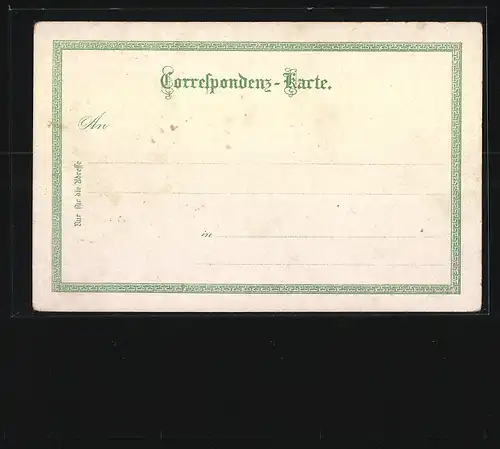 Correspondenz-Karte.
An
Nur für die Adresse
in